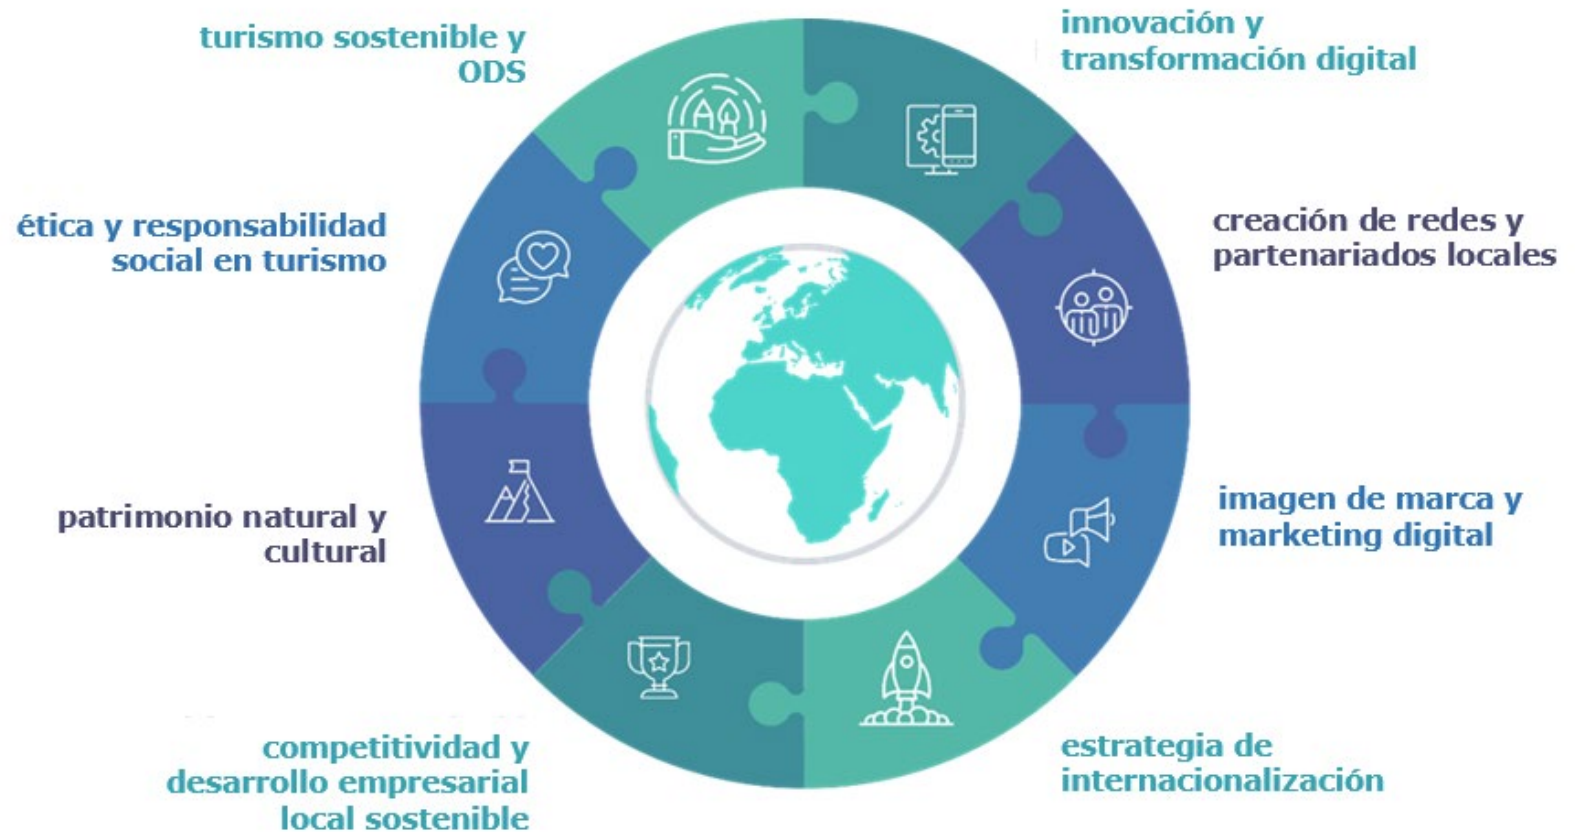 turismo sostenible y
ODS
innovación y
transformación digital
ética y responsabilidad
social en turismo
creación de redes y
partenariados locales
patrimonio natural y
cultural
imagen de marca y
marketing digital
competitividad y
desarrollo empresarial
local sostenible
estrategia de
internacionalización